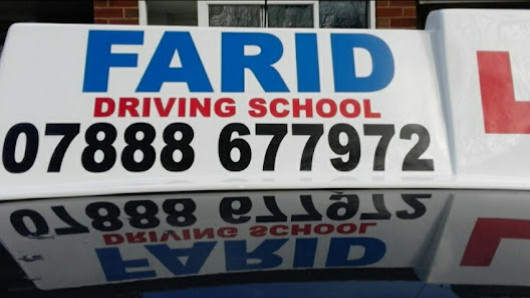 FARID
DRIVING SCHOOL
07888 677972
L